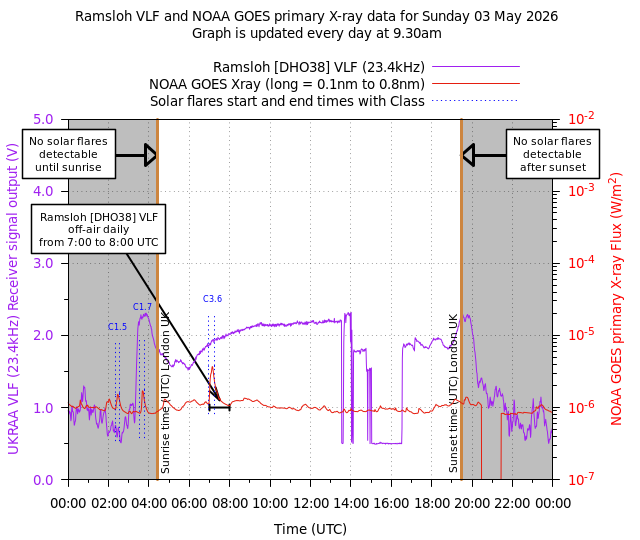 Ramsloh VLF and NOAA GOES primary X-ray data for Sunday 03 May 2026
Graph is updated every day at 9.30am
Ramsloh [DHO38] VLF (23.4kHz)
NOAA GOES Xray (long = 0.1nm to 0.8nm)
Solar flares start and end times with Class
5.0
4.0
3.0
2.0
1.0
0.0
10-2
10-3
10-4
10-5
10-6
10-7
No solar flares
detectable
until sunrise
No solar flares
detectable
after sunset
Ramsloh [DHO38] VLF
off-air daily
from 7:00 to 8:00 UTC
C1.5
C1.7
C3.6
Sunrise time (UTC) London UK
Sunset time (UTC) London UK
UKRAA VLF (23.4kHz) Receiver signal output (V)
NOAA GOES primary X-ray Flux (W/m2)
00:00 02:00 04:00 06:00 08:00 10:00 12:00 14:00 16:00 18:00 20:00 22:00 00:00
Time (UTC)